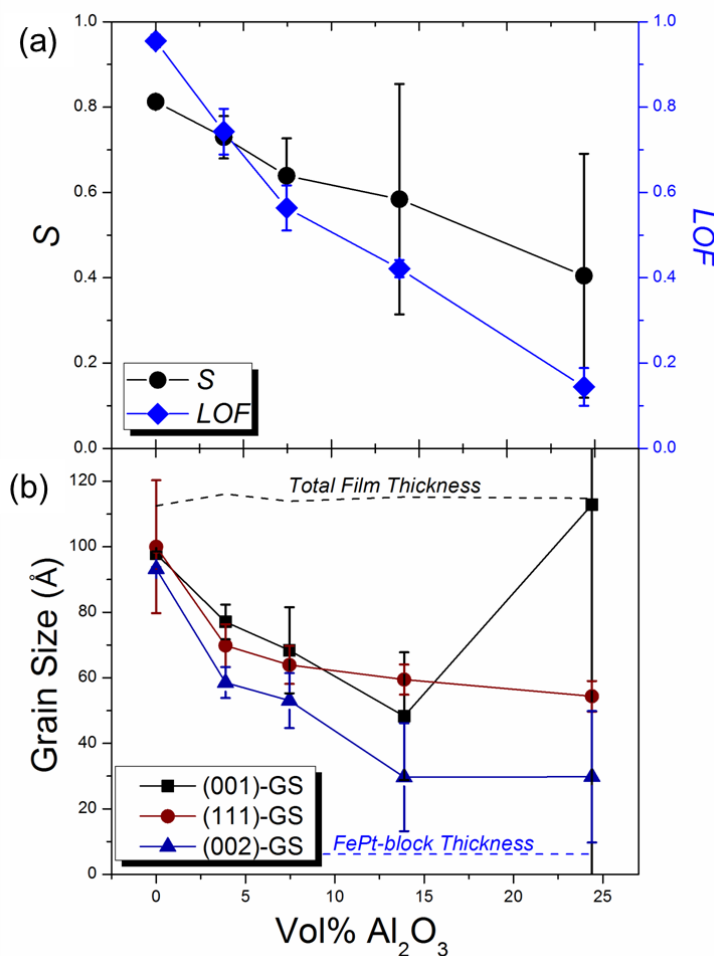 (a)
1.0
0.8
0.6
0.4
0.2
0.0
S
1.0
0.8
0.6
0.4
0.2
0.0
LOF
S
LOF
(b)
120
100
80
60
40
20
0
Grain Size (Å)
Total Film Thickness
(001)-GS
(111)-GS
(002)-GS
FePt-block Thickness
0 5 10 15 20 25
Vol% Al₂O₃